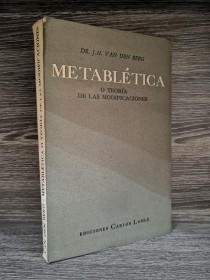 DR. J.H. VAN DEN BERG
METABLÉTICA
O TEORÍA
DE LAS MODIFICACIONES
EDICIONES CARLOS LOHLÉ